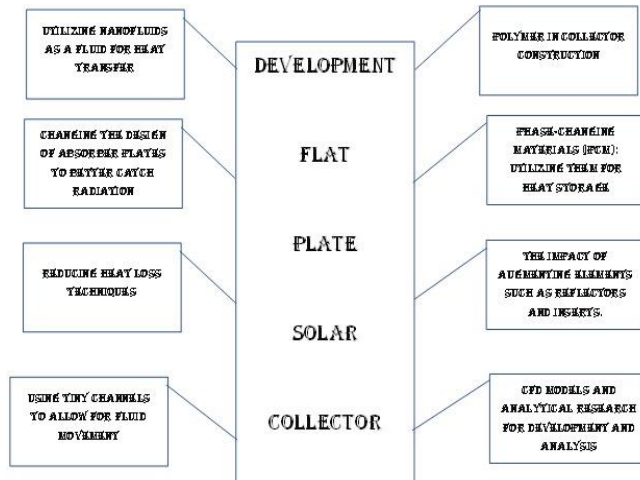 UTILIZING NANOFLUIDS
AS A FLUID FOR HEAT
TRANSFER
CHANGING THE DESIGN
OF ABSORBER PLATES
TO BETTER CATCH
RADIATION
REDUCING HEAT LOSS
TECHNIQUES
USING TINY CHANNELS
TO ALLOW FOR FLUID
MOVEMENT
DEVELOPMENT
FLAT
PLATE
SOLAR
COLLECTOR
POLYMER IN COLLECTOR
CONSTRUCTION
PHASE-CHANGING
MATERIALS (PCM):
UTILIZING THEM FOR
HEAT STORAGE
THE IMPACT OF
AUGMENTING ELEMENTS
SUCH AS REFLECTORS
AND INSERTS.
CFD MODELS AND
ANALYTICAL RESEARCH
FOR DEVELOPMENT AND
ANALYSIS